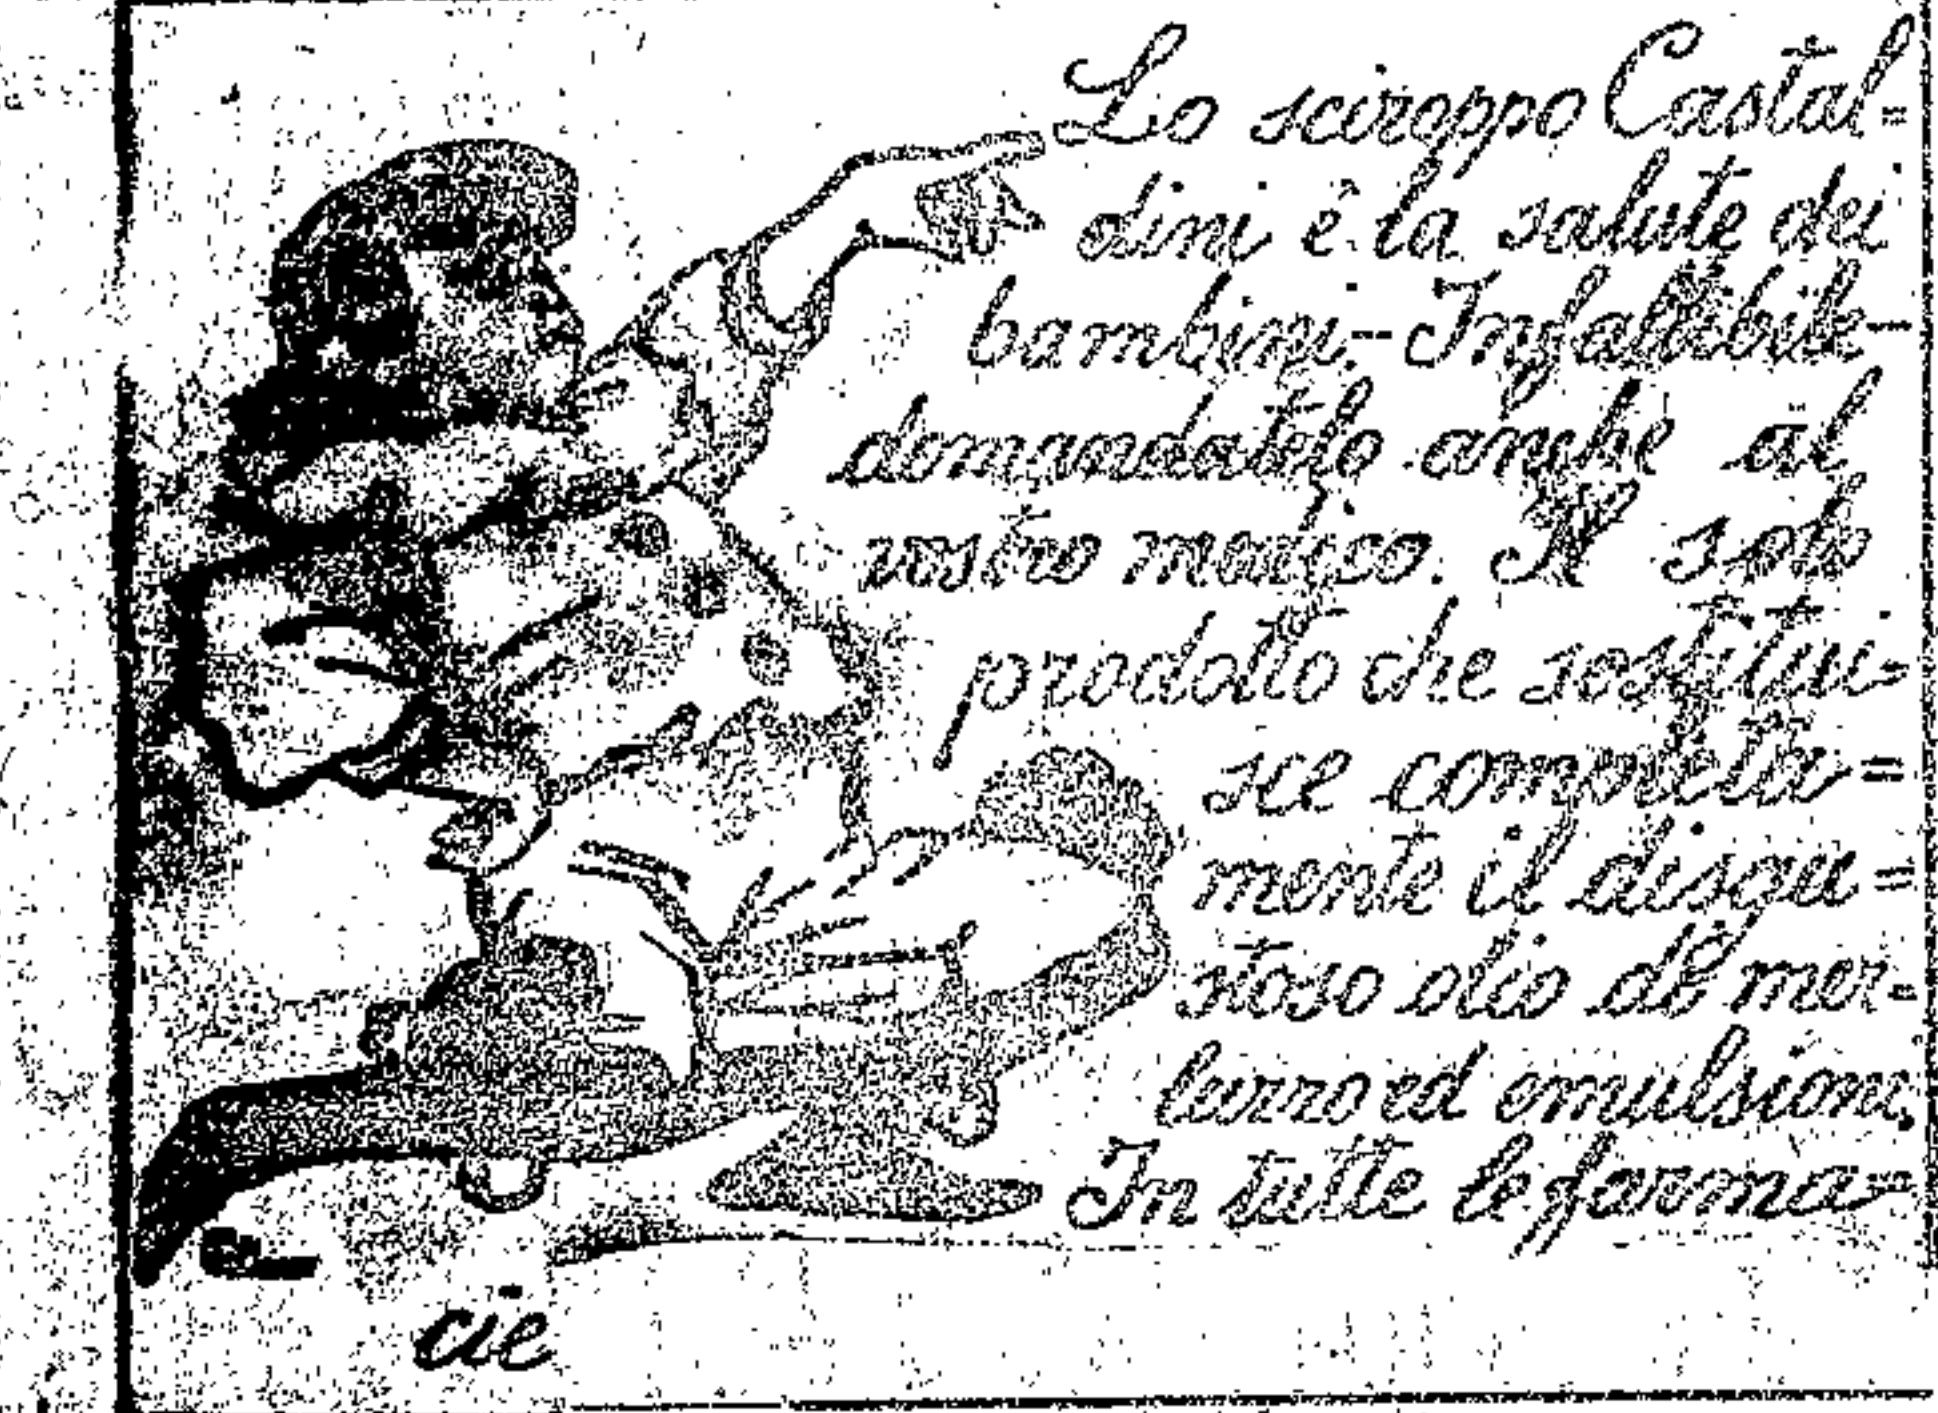 Lo sciroppo Castal=
dini è la salute dei
bambini.- Infallibile-
domandatelo anche al
vostro medico. Il solo
prodotto che sostitui-
sce completa=
mente il disgu=
stoso olio di mer-
luzzo ed emulsioni,
In tutte le farma-
cie